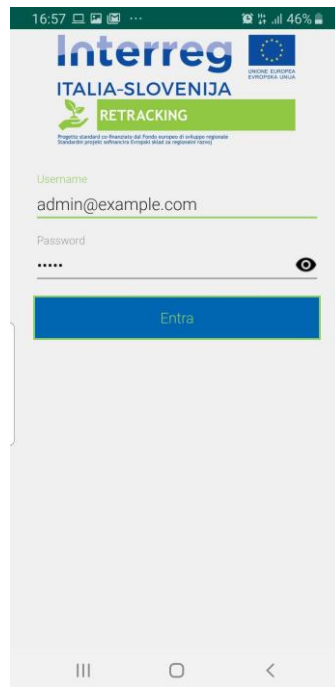 16:57 ... 46%
Interreg
UNIONE EUROPEA
EVROPSKA UNIJA
ITALIA-SLOVENIJA
RETRACKING
Progetto standard co-finanziato dal Fondo europeo di sviluppo regionale
Standardni projekt sofinancira Evropski sklad za regionalni razvoj
Username
admin@example.com
Password
•••••
Entra